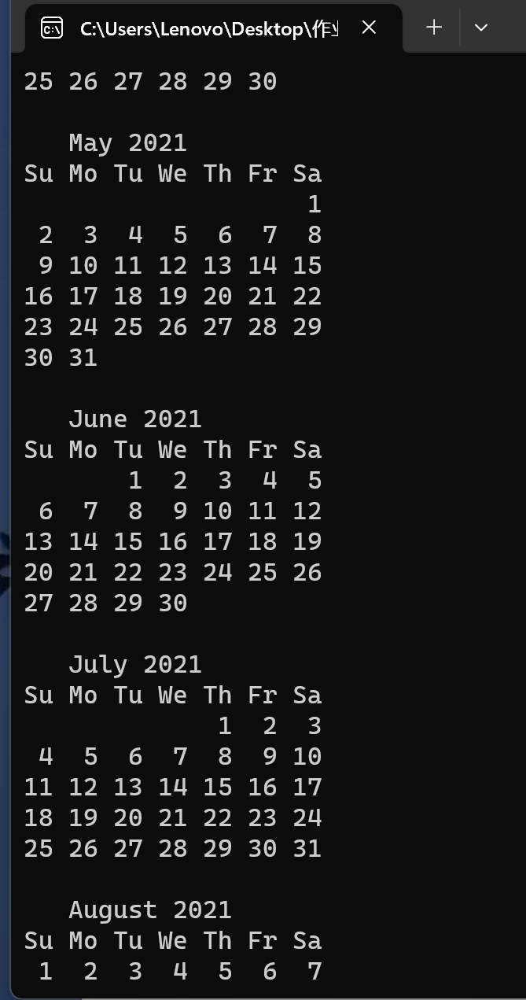 C:\Users\Lenovo\Desktop\作
25 26 27 28 29 30
May 2021
Su Mo Tu We Th Fr Sa
1
2 3 4 5 6 7 8
9 10 11 12 13 14 15
16 17 18 19 20 21 22
23 24 25 26 27 28 29
30 31
June 2021
Su Mo Tu We Th Fr Sa
1 2 3 4 5
6 7 8 9 10 11 12
13 14 15 16 17 18 19
20 21 22 23 24 25 26
27 28 29 30
July 2021
Su Mo Tu We Th Fr Sa
1 2 3
4 5 6 7 8 9 10
11 12 13 14 15 16 17
18 19 20 21 22 23 24
25 26 27 28 29 30 31
August 2021
Su Mo Tu We Th Fr Sa
1 2 3 4 5 6 7